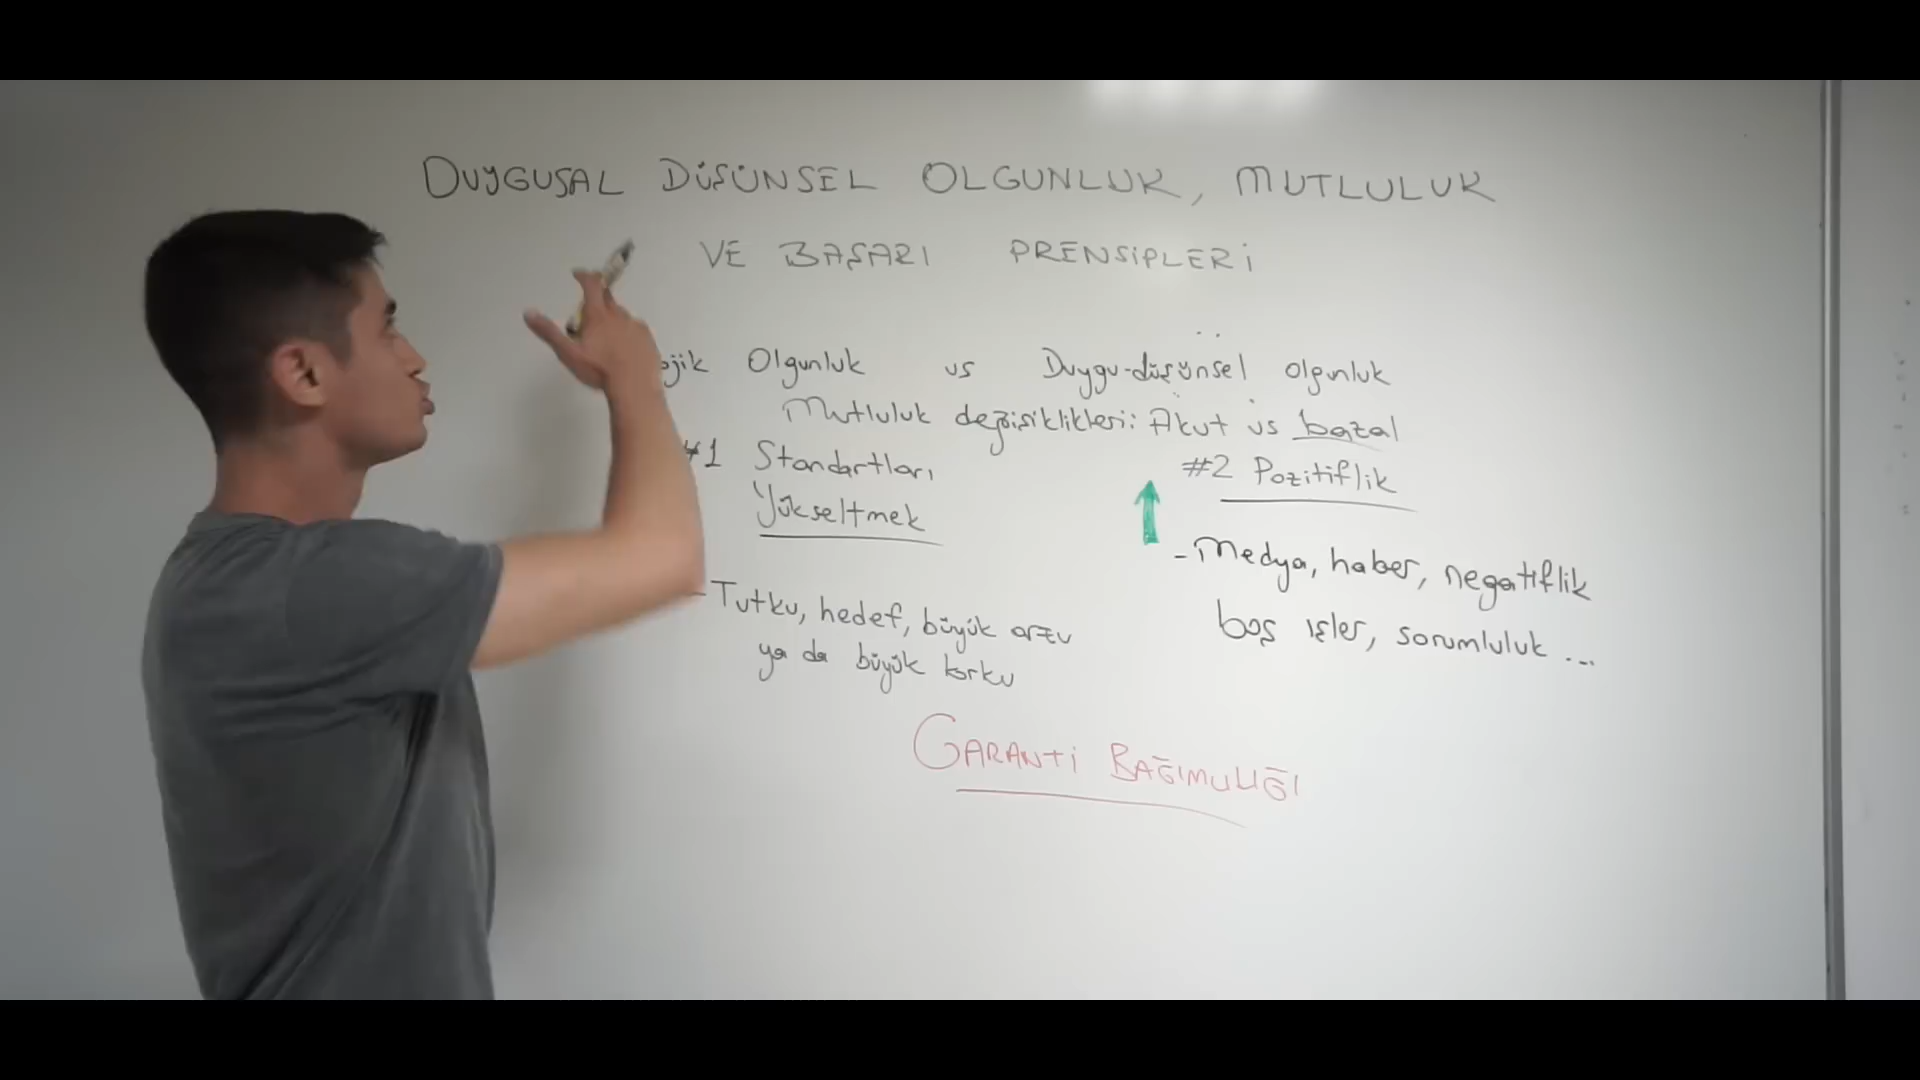 DUYGUSAL DÜŞÜNSEL OLGUNLUK, MUTLULUK
VE BAŞARI PRENSİPLERİ
Olgunluk vs Duygu-düşünsel olgunluk
Mutluluk değişiklikleri: Akut vs bazal
#1 Standartları
Yükseltmek
#2 Pozitiflik
- Tutku, hedef, büyük arzu
ya da büyük korku
- Medya, haber, negatiflik
boş işler, sorumluluk ...
GARANTİ BAĞIMLILIĞI